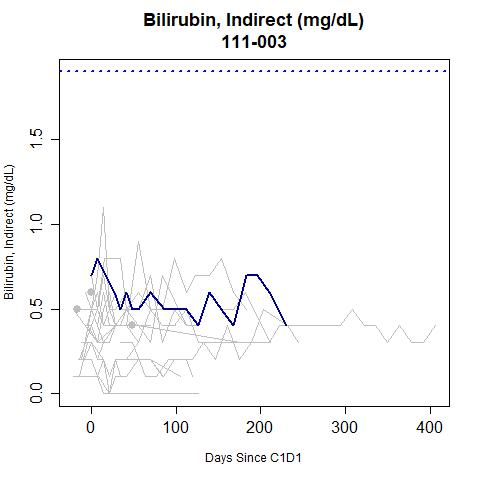 Bilirubin, Indirect (mg/dL)
111-003
Bilirubin, Indirect (mg/dL)
1.5
1.0
0.5
0.0
0 100 200 300 400
Days Since C1D1